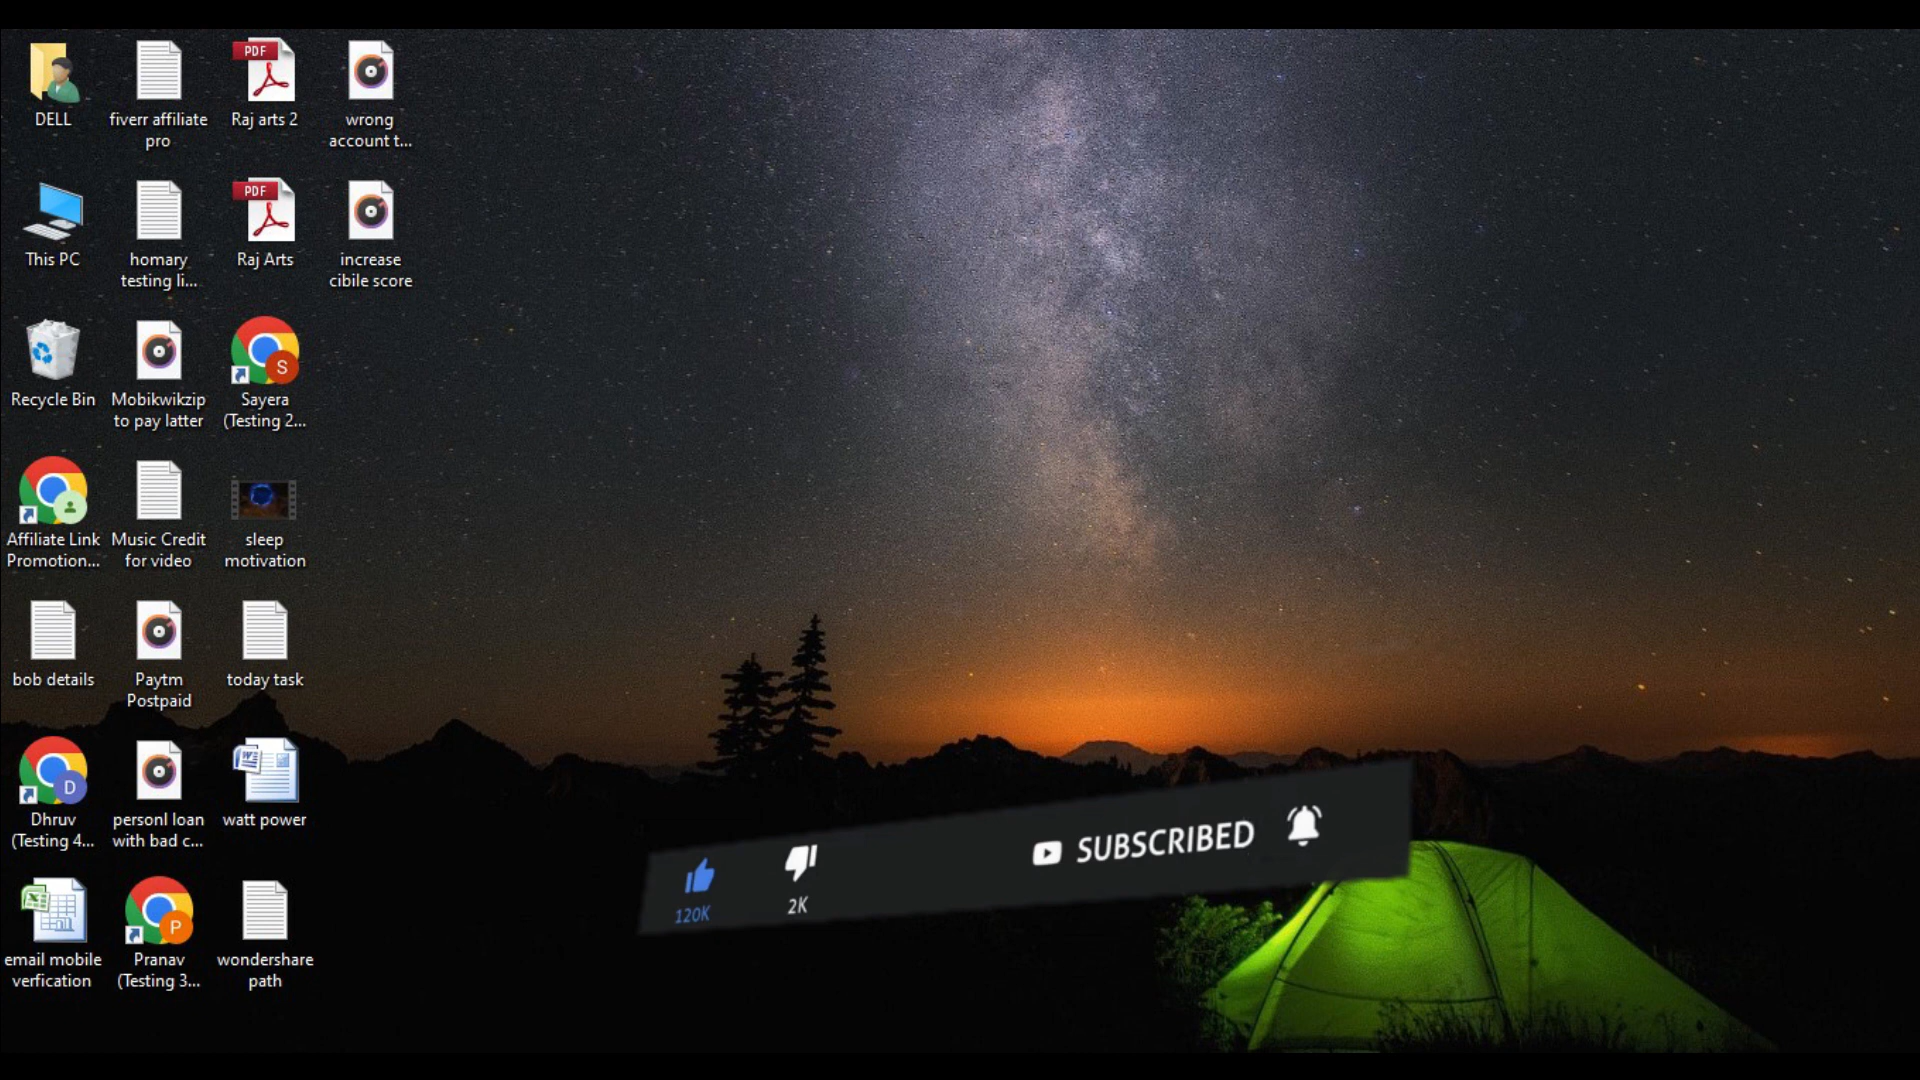 DELL
fiverr affiliate
pro
PDF
Raj arts 2
wrong
account t...
This PC
homary
testing li...
PDF
Raj Arts
increase
cibile score
Recycle Bin
Mobikwikzip
to pay latter
S
Sayera
(Testing 2...
Affiliate Link
Promotion...
Music Credit
for video
sleep
motivation
bob details
Paytm
Postpaid
today task
D
Dhruv
(Testing 4...
personl loan
with bad c...
W
watt power
email mobile
verfication
P
Pranav
(Testing 3...
wondershare
path
120K
2K
SUBSCRIBED